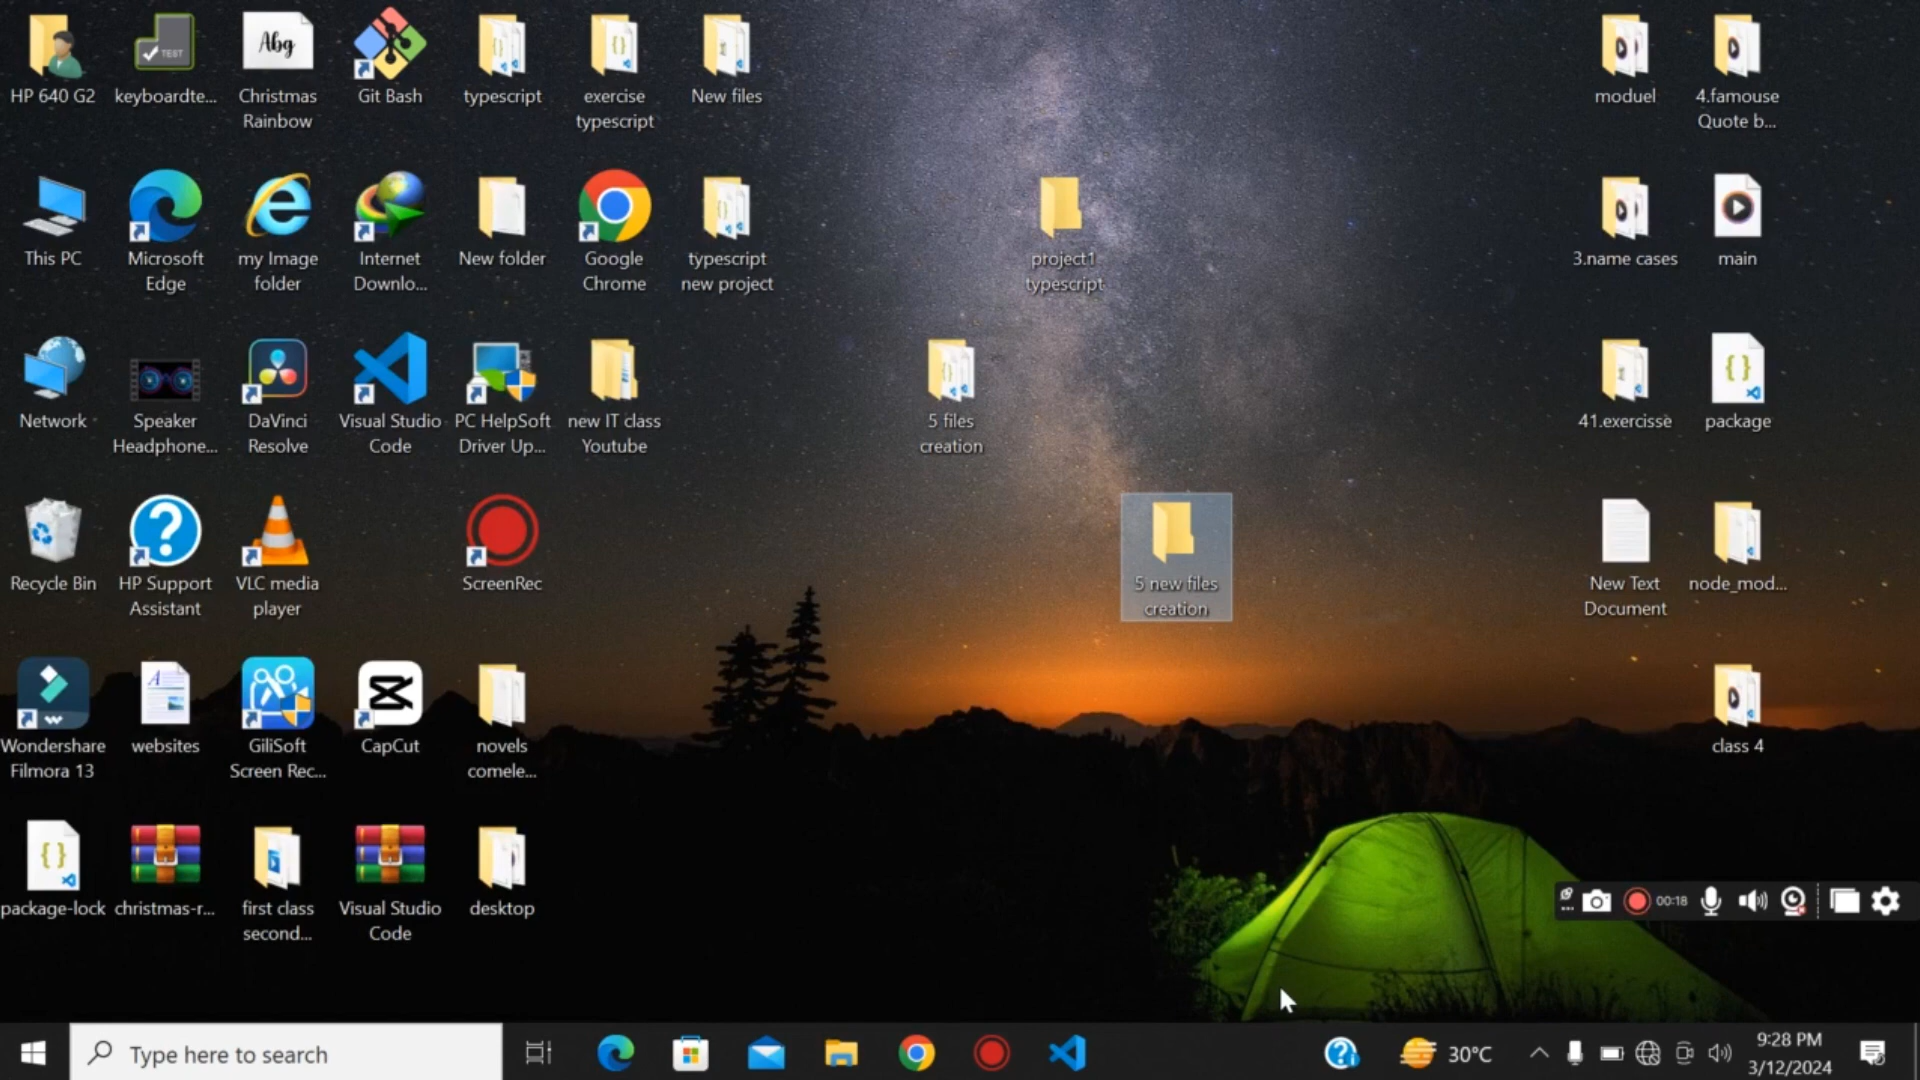 HP 640 G2
keyboardte...
TEST
Abg
Christmas
Rainbow
Git Bash
typescript
exercise
typescript
New files
moduel
4.famouse
Quote b...
This PC
Microsoft
Edge
my Image
folder
Internet
Downlo...
New folder
Google
Chrome
typescript
new project
project1
typescript
3.name cases
main
Network
Speaker
Headphone...
DaVinci
Resolve
Visual Studio
Code
PC HelpSoft
Driver Up...
new IT class
Youtube
5 files
creation
41.exercisse
package
Recycle Bin
HP Support
Assistant
VLC media
player
ScreenRec
5 new files
creation
New Text
Document
node_mod...
Wondershare
Filmora 13
websites
GiliSoft
Screen Rec...
CapCut
novels
comele...
class 4
package-lock
christmas-r...
first class
second...
Visual Studio
Code
desktop
00:18
Type here to search
30°C
9:28 PM
3/12/2024